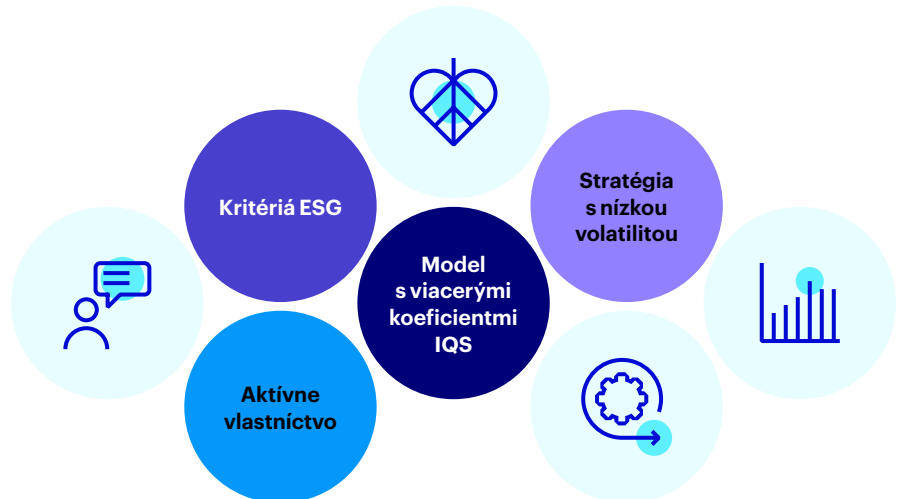 Kritériá ESG
Stratégia
s nízkou
volatilitou
Model
s viacerými
koeficientmi
IQS
Aktívne
vlastníctvo